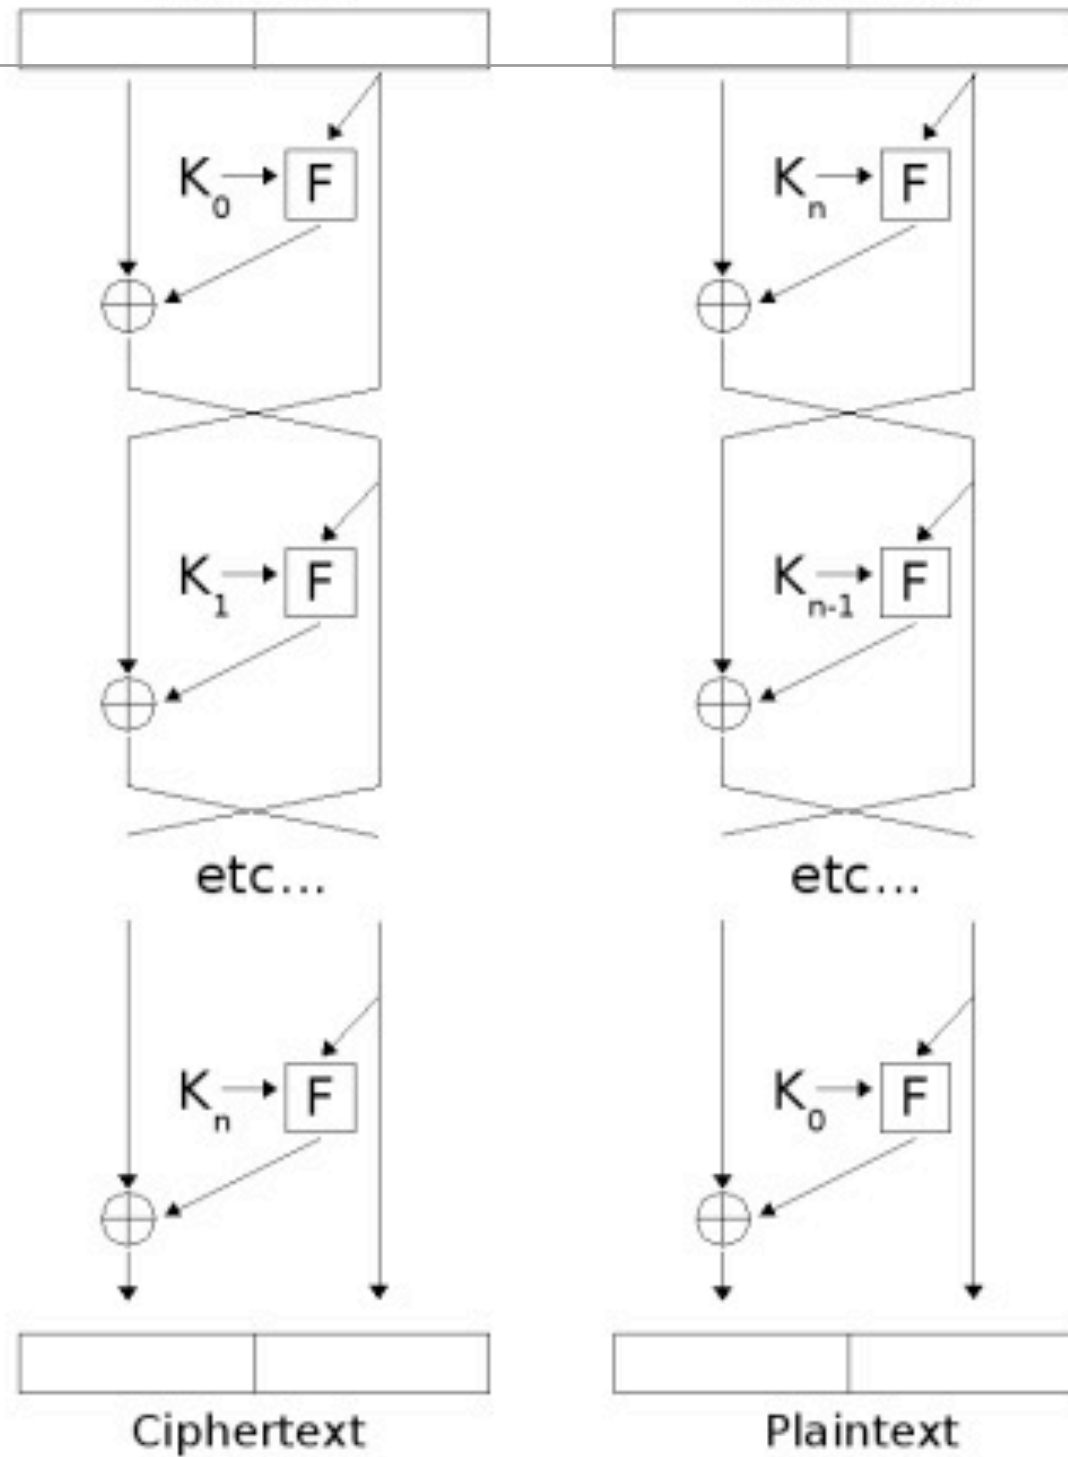 K0 F
Kn F
K1 F
Kn-1 F
etc... etc...
Kn F
K0 F
Ciphertext Plaintext